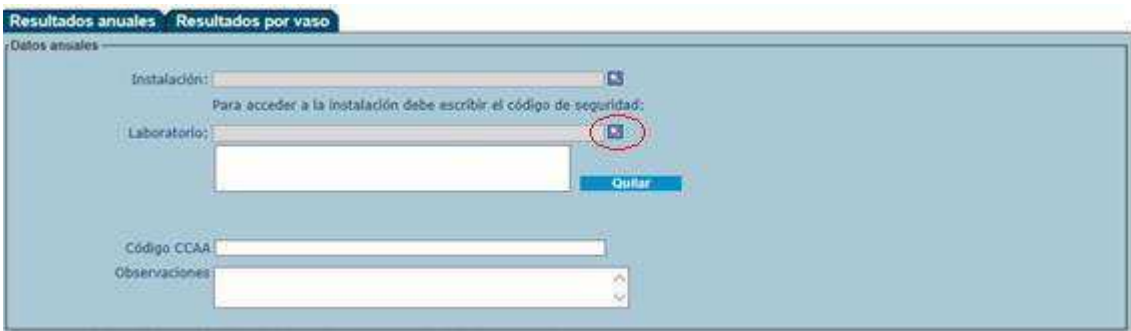 Resultados anuales Resultados por vaso
Datos anuales
Instalación:
Para acceder a la instalación debe escribir el código de seguridad:
Laboratorio:
Quitar
Código CCAA
Observaciones